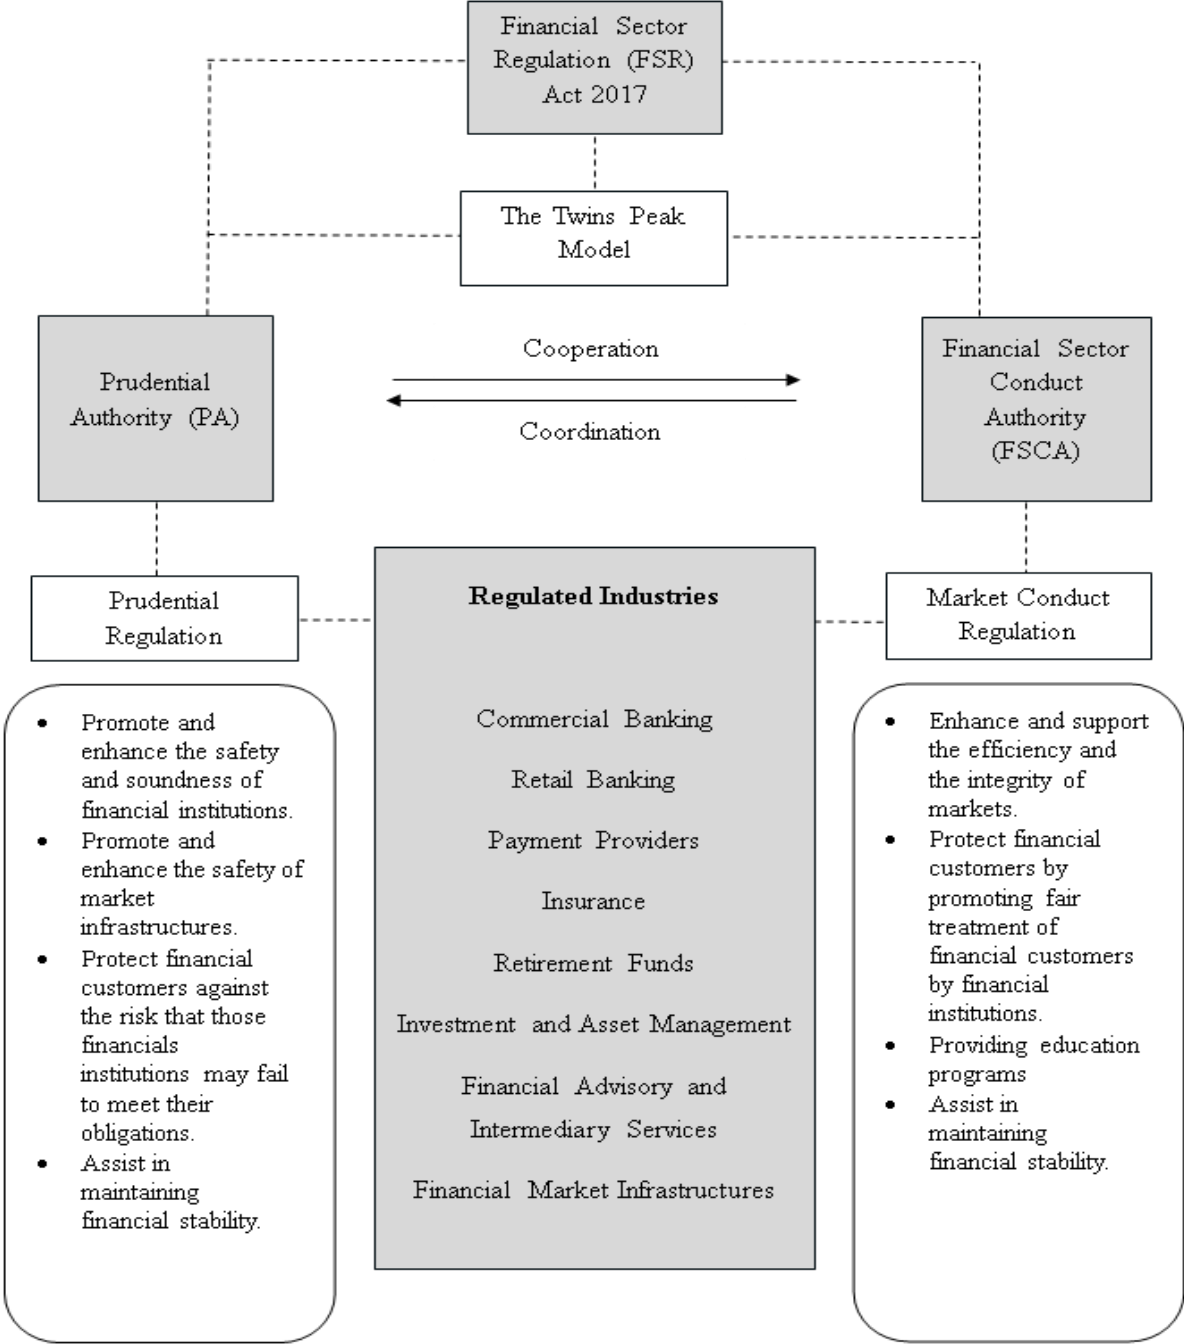 Financial Sector
Regulation (FSR)
Act 2017
The Twins Peak
Model
Prudential
Authority (PA)
Cooperation
Coordination
Financial Sector
Conduct
Authority
(FSCA)
Prudential
Regulation
Market Conduct
Regulation
• Promote and
enhance the safety
and soundness of
financial institutions.
• Promote and
enhance the safety of
market
infrastructures.
• Protect financial
customers against
the risk that those
financials
institutions may fail
to meet their
obligations.
• Assist in
maintaining
financial stability.
Regulated Industries
Commercial Banking
Retail Banking
Payment Providers
Insurance
Retirement Funds
Investment and Asset Management
Financial Advisory and
Intermediary Services
Financial Market Infrastructures
• Enhance and support
the efficiency and
the integrity of
markets.
• Protect financial
customers by
promoting fair
treatment of
financial customers
by financial
institutions.
• Providing education
programs
• Assist in
maintaining
financial stability.